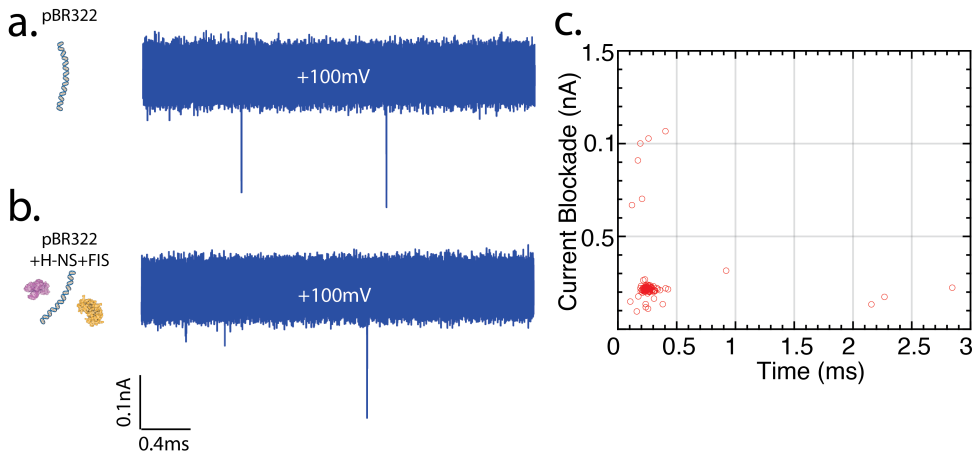 a.
pBR322
+100mV
b.
pBR322
+H-NS+FIS
+100mV
0.1nA
0.4ms
c.
1.5
0.1
0.5
Current Blockade (nA)
0 0.5 1 1.5 2 2.5 3
Time (ms)